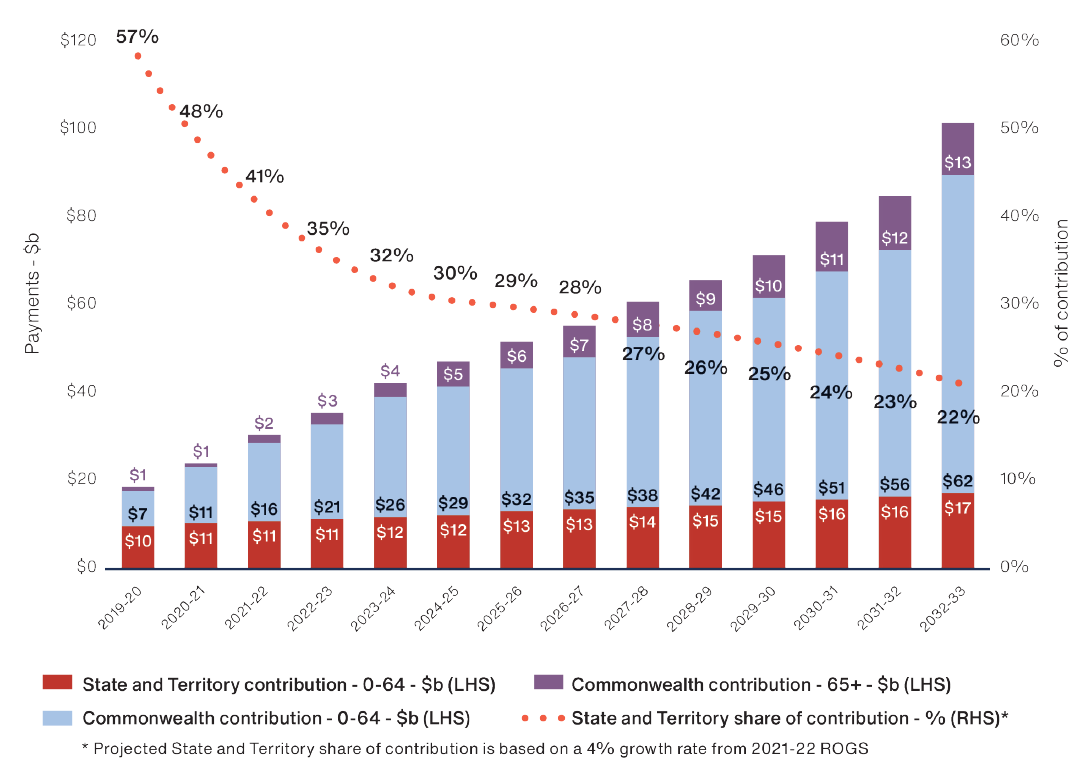 57%
$120
60%
48%
$100
50%
41%
$80
40%
35%
32%
30%
29%
28%
$60
30%
27%
26%
25%
24%
23%
22%
$40
20%
$20
10%
$0
0%
Payments - $b
% of contribution
$1 $1 $2 $3 $4 $5 $6 $7 $8 $9 $10 $11 $12 $13
$7 $11 $16 $21 $26 $29 $32 $35 $38 $42 $46 $51 $56 $62
$10 $11 $11 $11 $12 $12 $13 $13 $14 $15 $15 $16 $16 $17
2019-20 2020-21 2021-22 2022-23 2023-24 2024-25 2025-26 2026-27 2027-28 2028-29 2029-30 2030-31 2031-32 2032-33
State and Territory contribution - 0-64 - $b (LHS)
Commonwealth contribution - 65+ - $b (LHS)
Commonwealth contribution - 0-64 - $b (LHS)
State and Territory share of contribution - % (RHS)*
* Projected State and Territory share of contribution is based on a 4% growth rate from 2021-22 ROGS